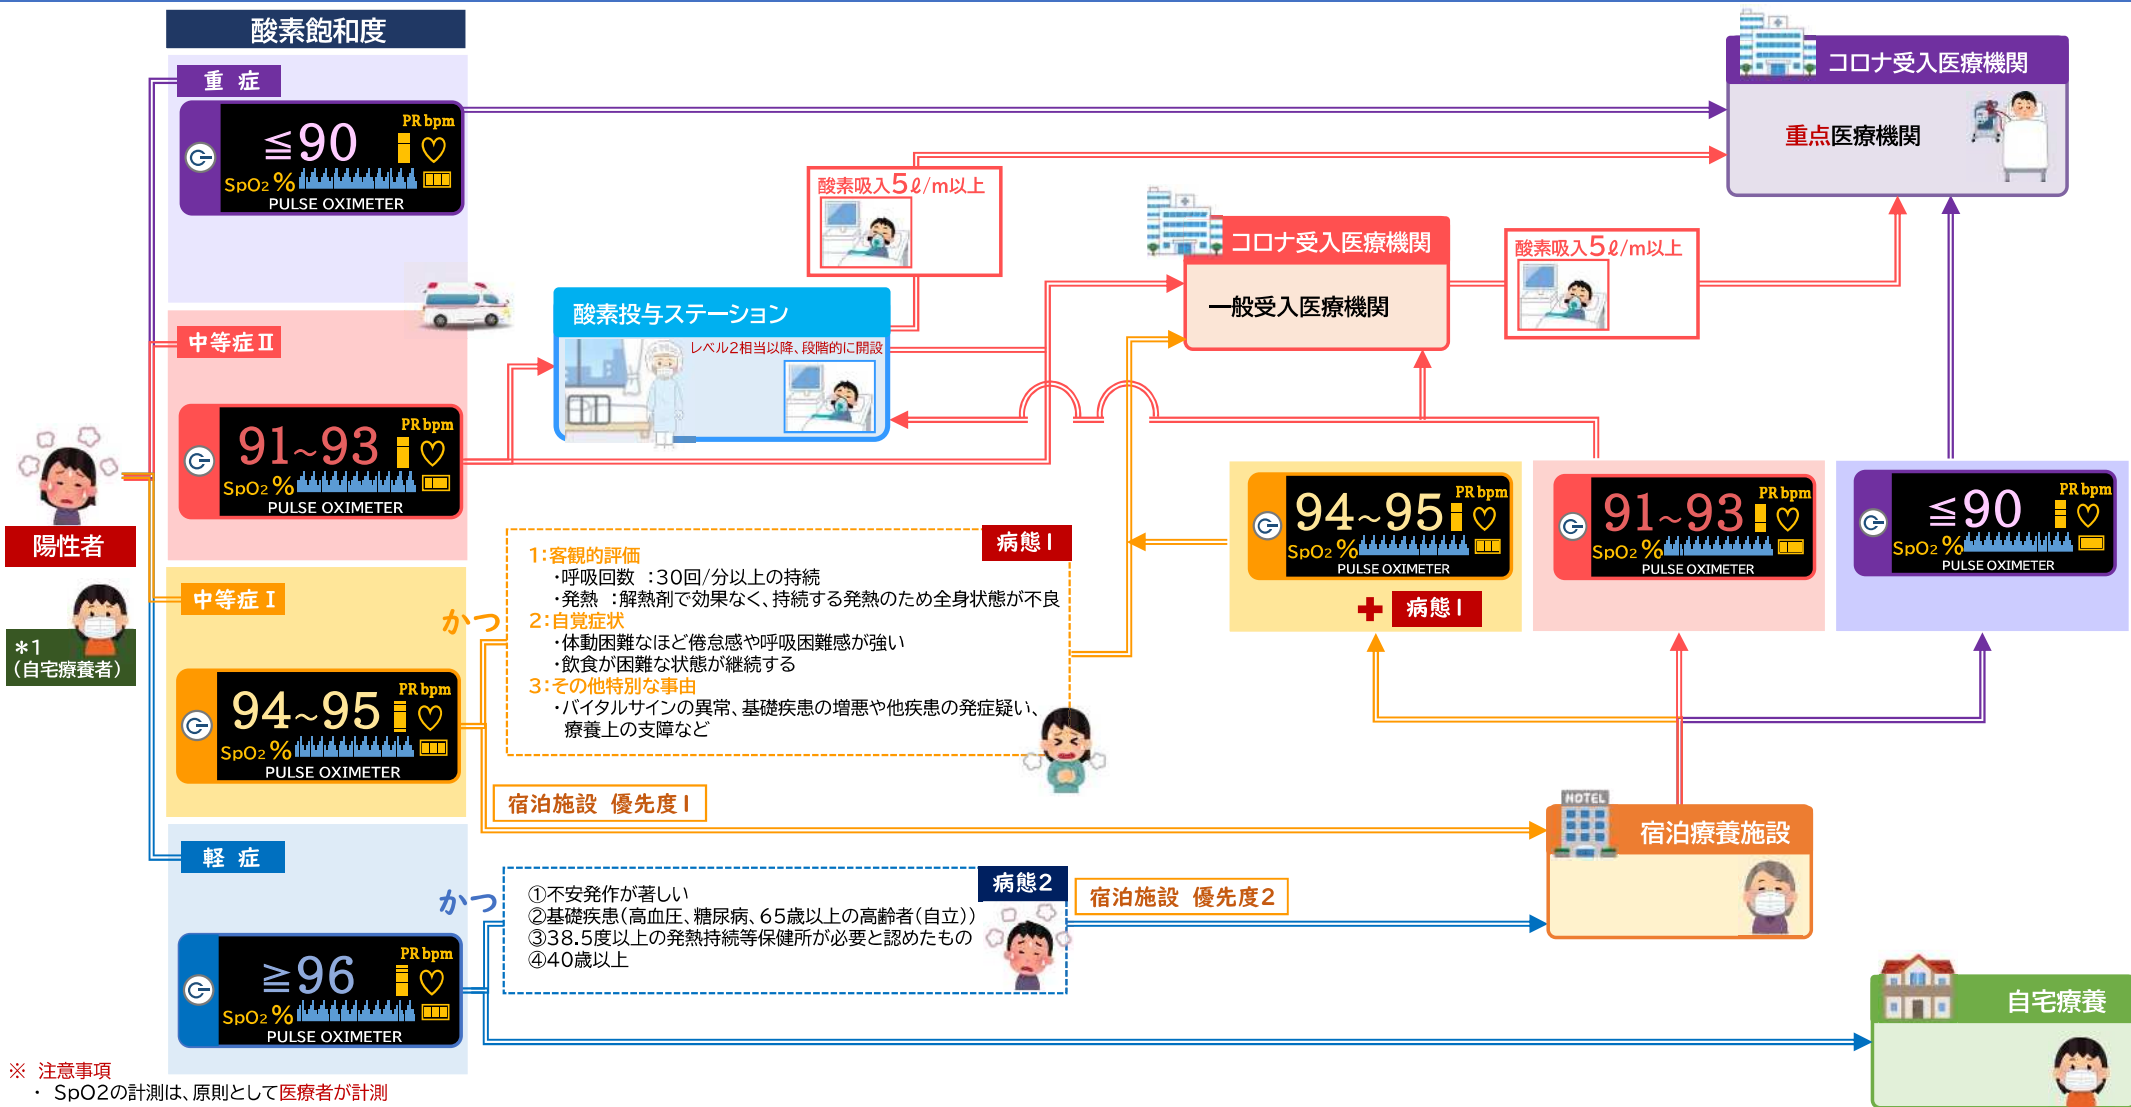 酸素飽和度
重 症
≦90
PR bpm
SpO2 %
PULSE OXIMETER
中等症Ⅱ
91~93
PR bpm
SpO2 %
PULSE OXIMETER
陽性者
*1
(自宅療養者)
中等症Ⅰ
94~95
PR bpm
SpO2 %
PULSE OXIMETER
軽 症
≧96
PR bpm
SpO2 %
PULSE OXIMETER
酸素投与ステーション
レベル2相当以降、段階的に開設
酸素吸入5ℓ/m以上
コロナ受入医療機関
一般受入医療機関
酸素吸入5ℓ/m以上
コロナ受入医療機関
重点医療機関
かつ
病態1
1:客観的評価
・呼吸回数 :30回/分以上の持続
・発熱 :解熱剤で効果なく、持続する発熱のため全身状態が不良
2:自覚症状
・体動困難なほど倦怠感や呼吸困難感が強い
・飲食が困難な状態が継続する
3:その他特別な事由
・バイタルサインの異常、基礎疾患の増悪や他疾患の発症疑い、
療養上の支障など
宿泊施設 優先度1
94~95
PR bpm
SpO2 %
PULSE OXIMETER
+ 病態1
91~93
PR bpm
SpO2 %
PULSE OXIMETER
≦90
PR bpm
SpO2 %
PULSE OXIMETER
かつ
病態2
①不安発作が著しい
②基礎疾患(高血圧、糖尿病、65歳以上の高齢者(自立))
③38.5度以上の発熱持続等保健所が必要と認めたもの
④40歳以上
宿泊施設 優先度2
HOTEL
宿泊療養施設
自宅療養
※ 注意事項
・ SpO2の計測は、原則として医療者が計測